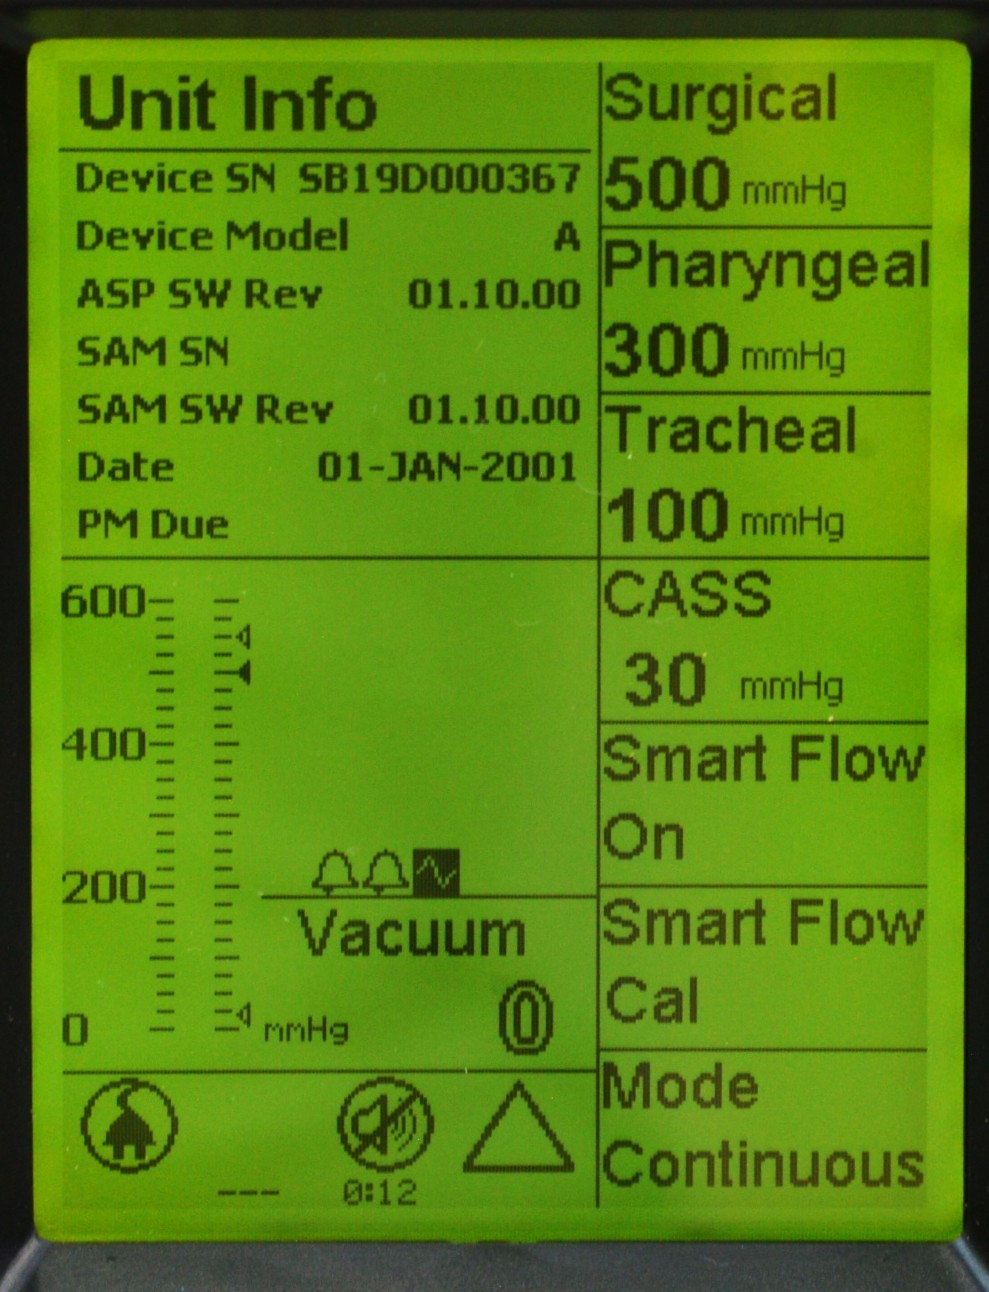 Unit Info
Device SN SB19D000367
Device Model A
ASP SW Rev 01.10.00
SAM SN
SAM SW Rev 01.10.00
Date 01-JAN-2001
PM Due
600
400
200
0
mmHg
Vacuum
0
---
0:12
Surgical
500 mmHg
Pharyngeal
300 mmHg
Tracheal
100 mmHg
CASS
30 mmHg
Smart Flow
On
Smart Flow
Cal
Mode
Continuous